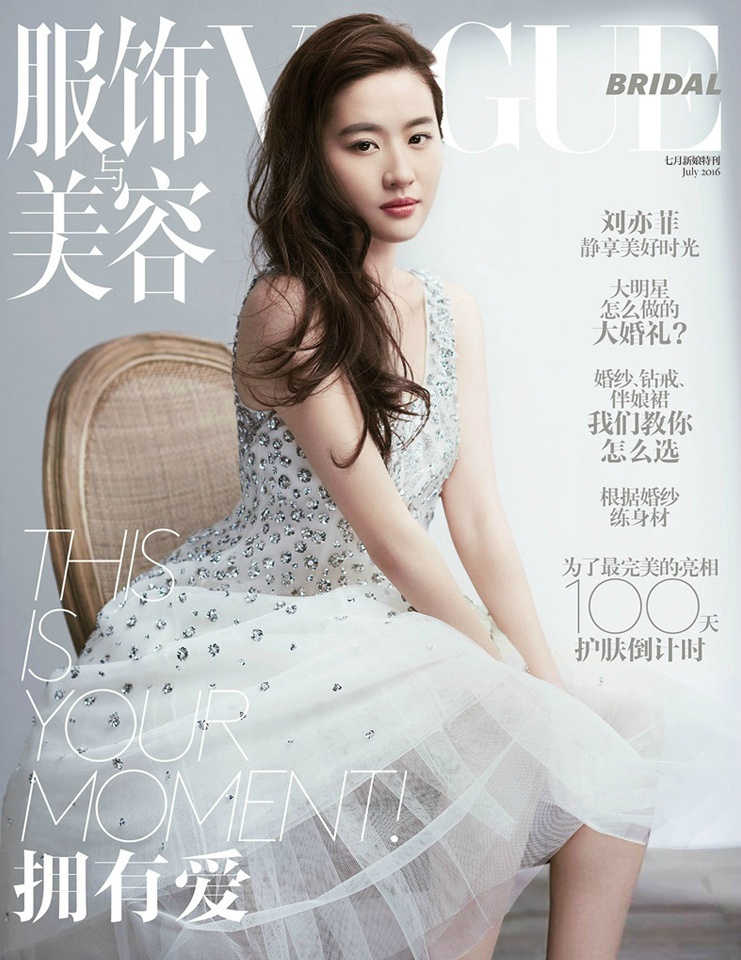 服饰与美容
VOGUE
BRIDAL
七月新娘特刊
July 2016
刘亦菲
静享美好时光
大明星
怎么做的
大婚礼?
婚纱、钻戒、
伴娘裙
我们教你
怎么选
根据婚纱
练身材
为了最完美的亮相
100天
护肤倒计时
THIS
IS
YOUR
MOMENT!
拥有爱